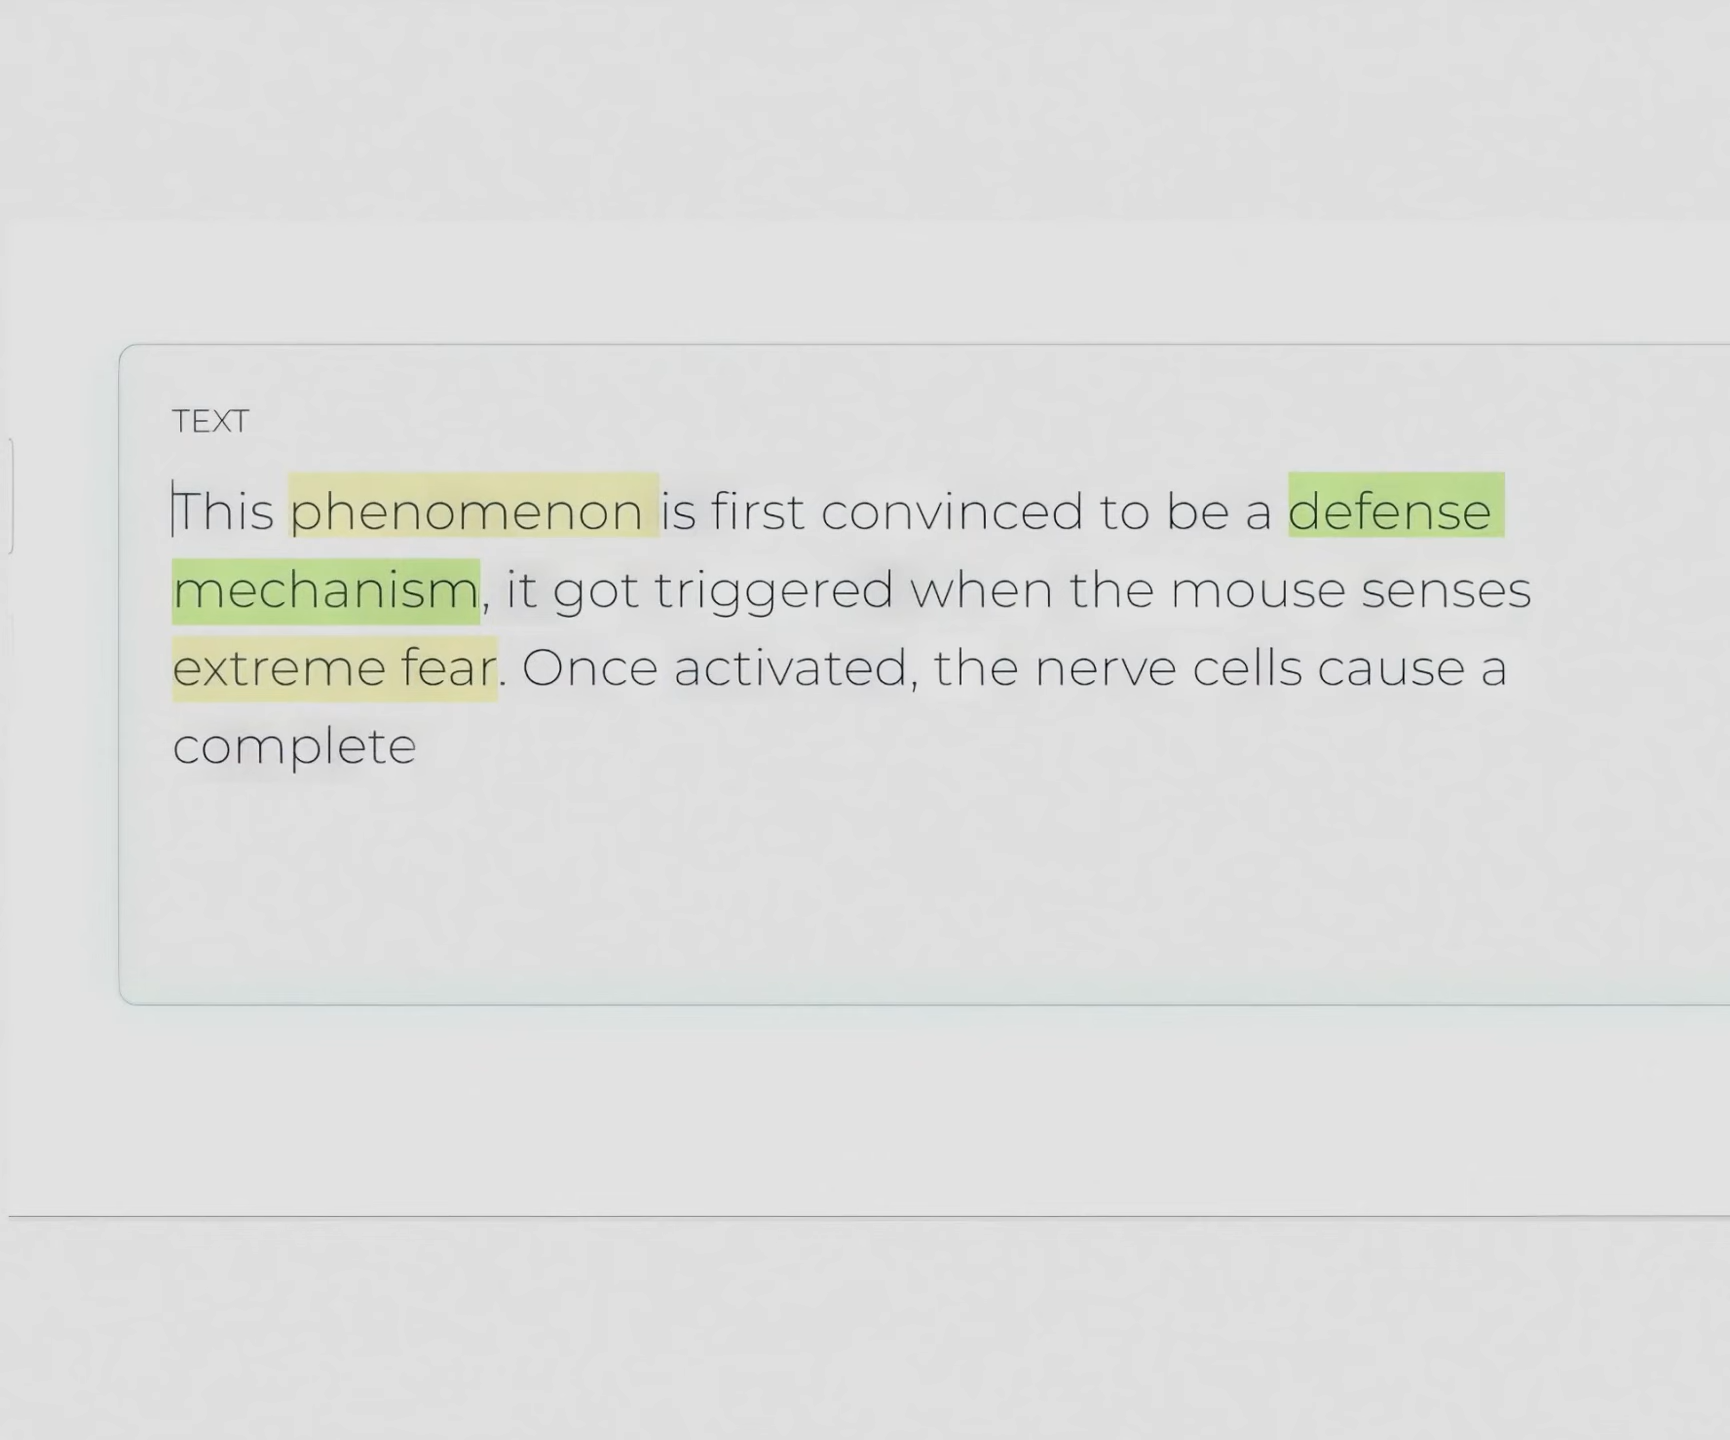 TEXT
This phenomenon is first convinced to be a defense
mechanism, it got triggered when the mouse senses
extreme fear. Once activated, the nerve cells cause a
complete